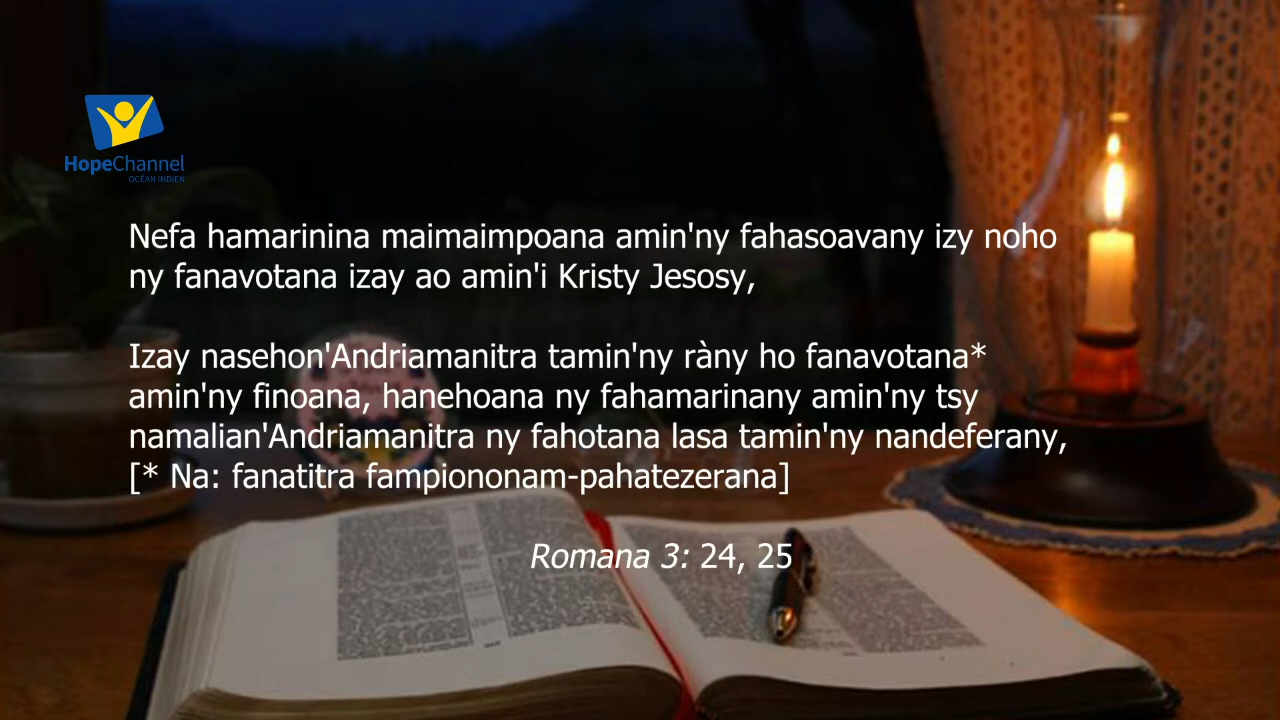 HopeChannel
OCÉAN INDIEN
Nefa hamarinina maimaimpoana amin'ny fahasoavany izy noho
ny fanavotana izay ao amin'i Kristy Jesosy,
Izay nasehon'Andriamanitra tamin'ny ràny ho fanavotana*
amin'ny finoana, hanehoana ny fahamarinany amin'ny tsy
namalian'Andriamanitra ny fahotana lasa tamin'ny nandeferany,
[* Na: fanatitra fampiononam-pahatezerana]
Romana 3: 24, 25